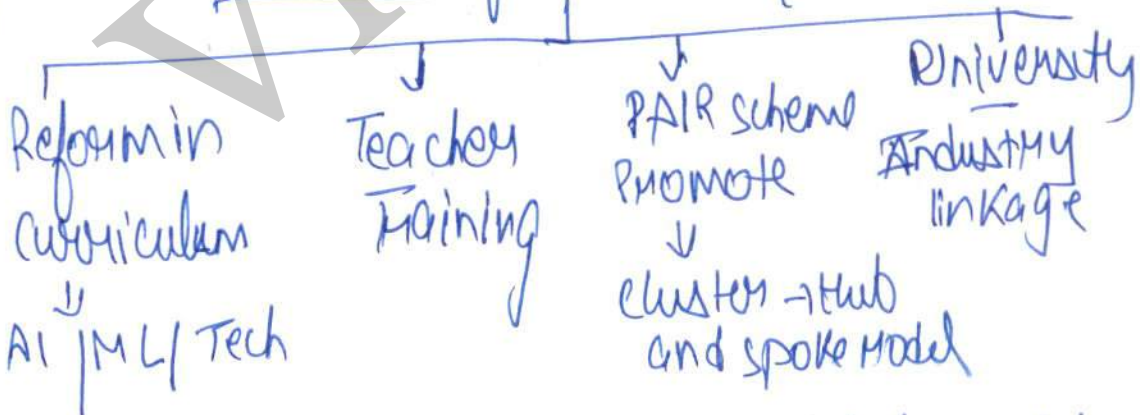 Reform in
curriculum
⇓
AI / ML / Tech
Teacher
Training
PAIR scheme
Promote
↓
cluster → Hub
and spoke Model
University
–
Industry
linkage